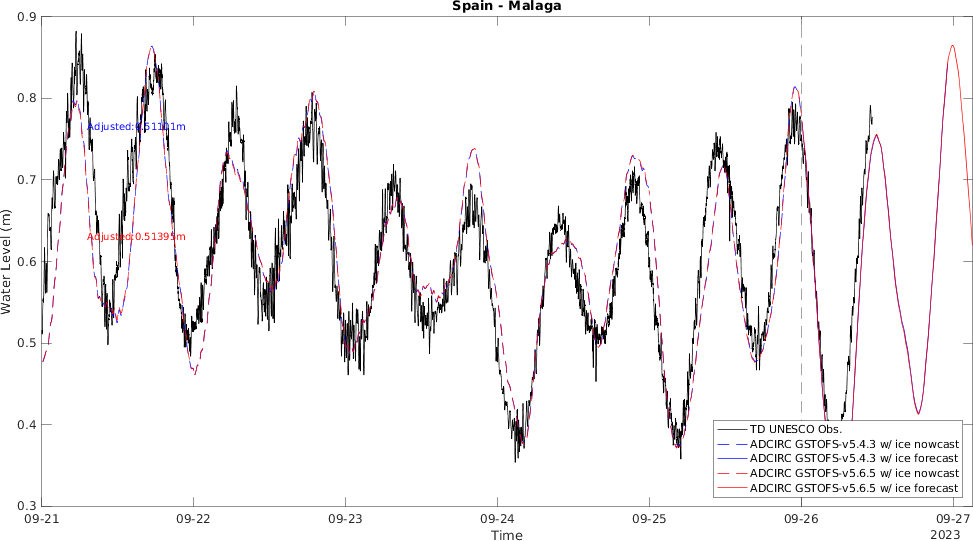 Spain - Malaga
0.9
0.8
0.7
0.6
0.5
0.4
0.3
Water Level (m)
Adjusted:0.51101m
Adjusted:0.51395m
TD UNESCO Obs.
ADCIRC GSTOFS-v5.4.3 w/ ice nowcast
ADCIRC GSTOFS-v5.4.3 w/ ice forecast
ADCIRC GSTOFS-v5.6.5 w/ ice nowcast
ADCIRC GSTOFS-v5.6.5 w/ ice forecast
09-21 09-22 09-23 09-24 09-25 09-26 09-27
Time
2023